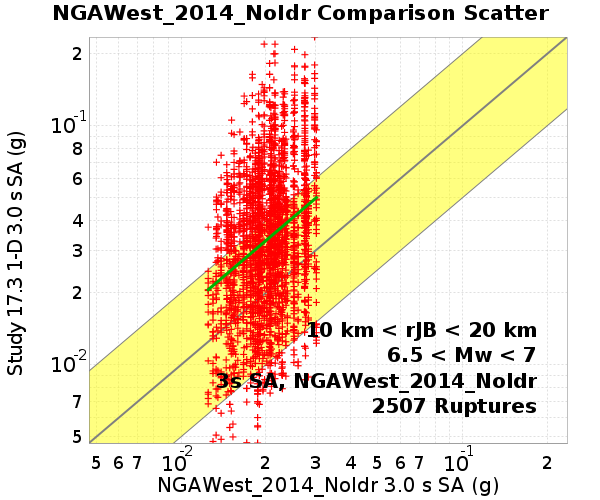 NGAWest_2014_NoIdr Comparison Scatter
Study 17.3 1-D 3.0 s SA (g)
2
10-1
8
6
4
3
2
10-2
7
5
10 km < rJB < 20 km
6.5 < Mw < 7
3s SA, NGAWest_2014_NoIdr
2507 Ruptures
5 6 7 10-2 2 3 4 5 6 7 10-1 2
NGAWest_2014_NoIdr 3.0 s SA (g)